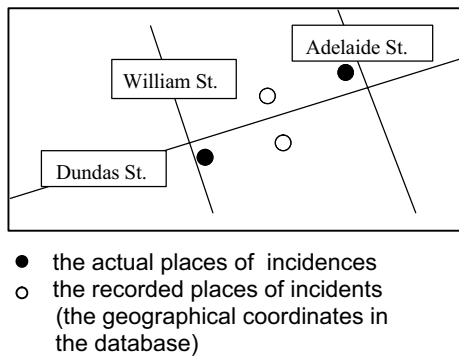 Adelaide St.
William St.
Dundas St.
the actual places of incidences
the recorded places of incidents
(the geographical coordinates in
the database)